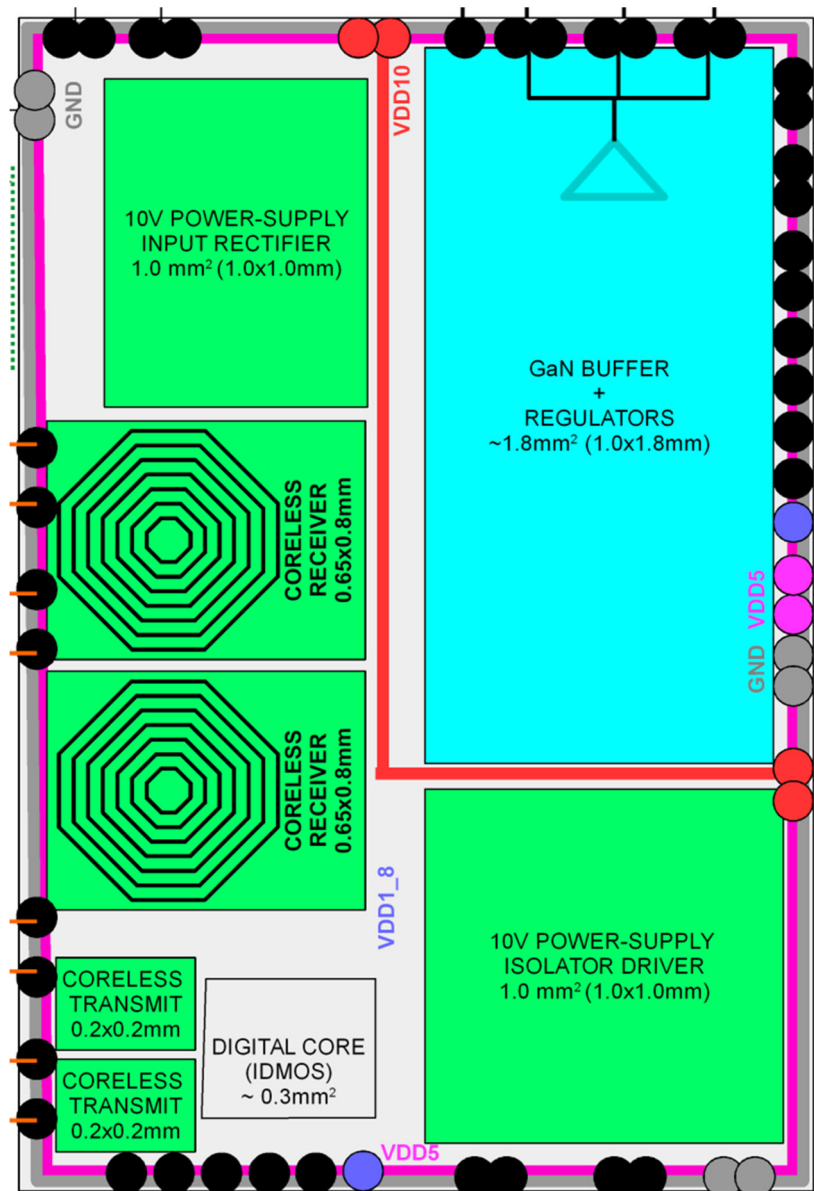 GND
VDD10
10V POWER-SUPPLY
INPUT RECTIFIER
1.0 mm² (1.0x1.0mm)
GaN BUFFER
+
REGULATORS
~1.8mm² (1.0x1.8mm)
CORELESS
RECEIVER
0.65x0.8mm
VDD5
GND
CORELESS
RECEIVER
0.65x0.8mm
VDD1_8
10V POWER-SUPPLY
ISOLATOR DRIVER
1.0 mm² (1.0x1.0mm)
CORELESS
TRANSMIT
0.2x0.2mm
DIGITAL CORE
(IDMOS)
~ 0.3mm²
CORELESS
TRANSMIT
0.2x0.2mm
VDD5